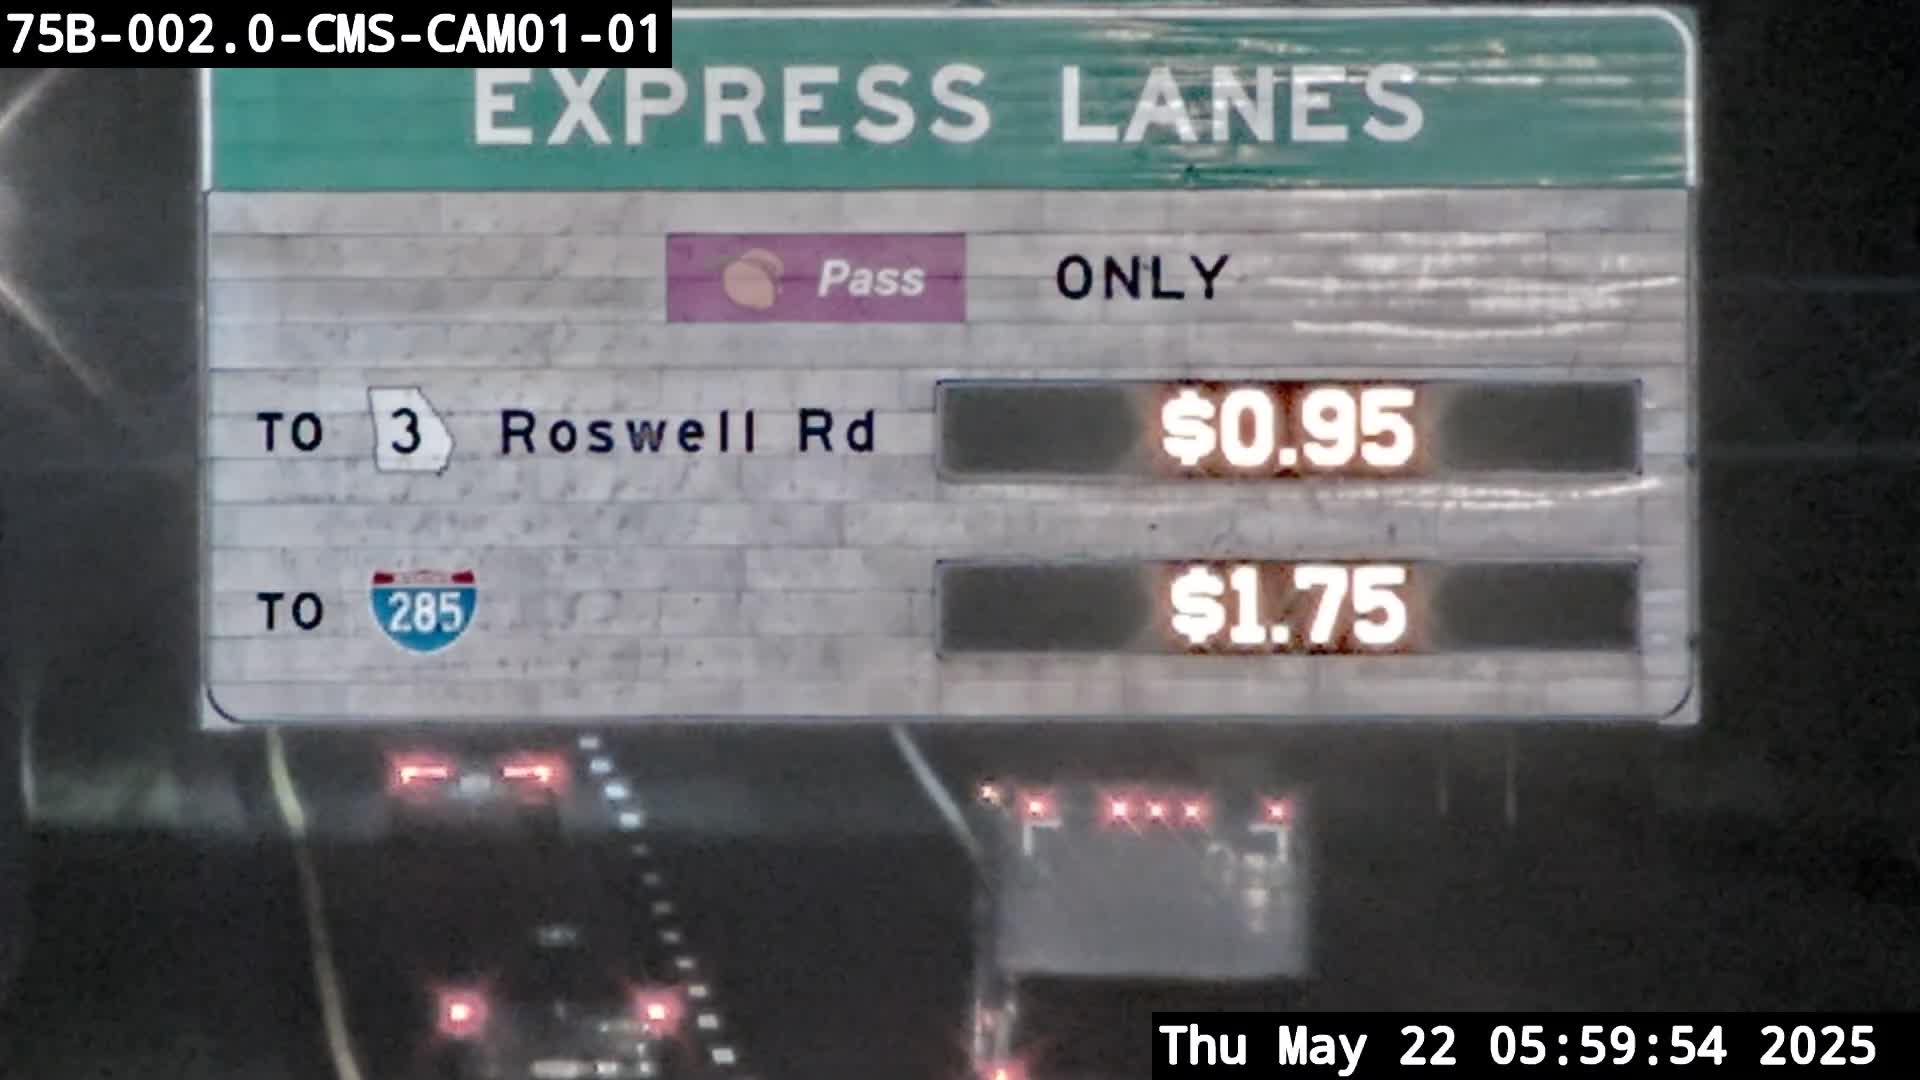 75B-002.0-CMS-CAM01-01
EXPRESS LANES
Pass ONLY
TO 3 Roswell Rd $0.95
TO 285 $1.75
Thu May 22 05:59:54 2025